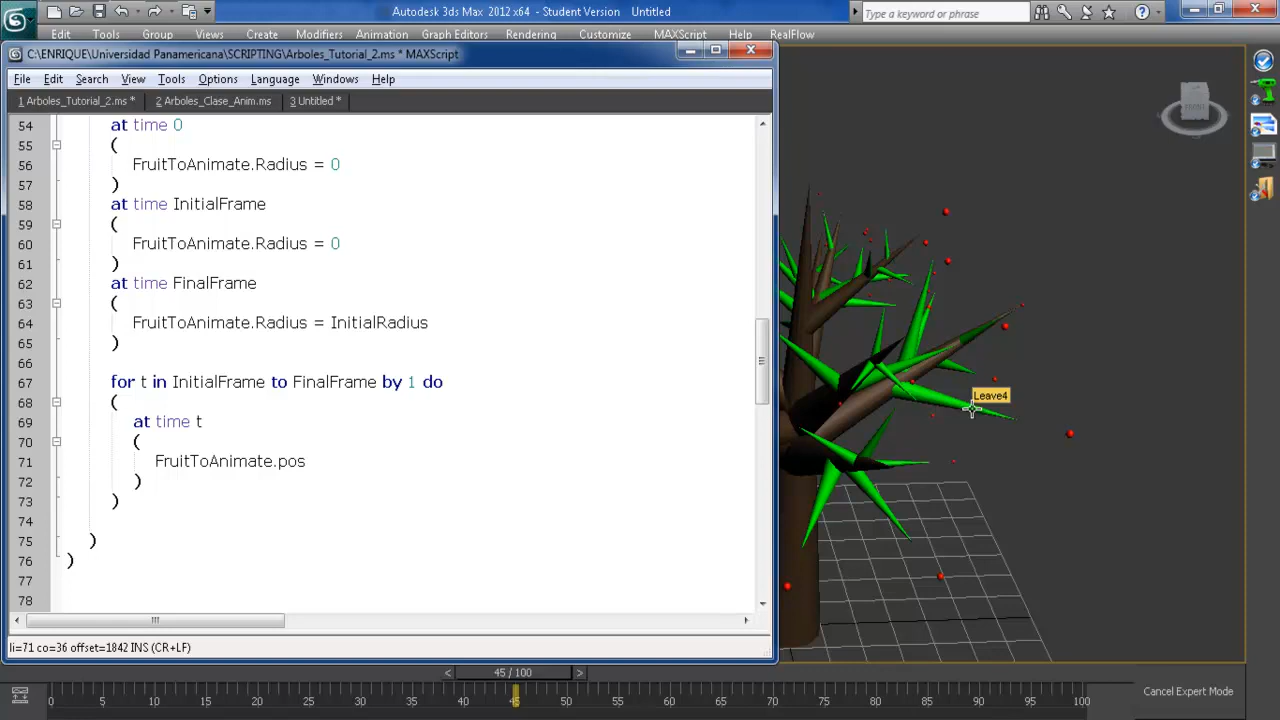 Autodesk 3ds Max 2012 x64 - Student Version Untitled
Type a keyword or phrase
Edit Tools Group Views Create Modifiers Animation Graph Editors Rendering Customize MAXScript Help RealFlow
C:\ENRIQUE\Universidad Panamericana\SCRIPTING\Arboles_Tutorial_2.ms * MAXScript
File Edit Search View Tools Options Language Windows Help
1 Arboles_Tutorial_2.ms * 2 Arboles_Clase_Anim.ms 3 Untitled *
54 at time 0
55 (
56 FruitToAnimate.Radius = 0
57 )
58 at time InitialFrame
59 (
60 FruitToAnimate.Radius = 0
61 )
62 at time FinalFrame
63 (
64 FruitToAnimate.Radius = InitialRadius
65 )
66
67 for t in InitialFrame to FinalFrame by 1 do
68 (
69 at time t
70 (
71 FruitToAnimate.pos
72 )
73 )
74
75 )
76 )
77
78
li=71 co=36 offset=1842 INS (CR+LF)
Leave4
FRONT
< 45 / 100 >
0 5 10 15 20 25 30 35 40 45 50 55 60 65 70 75 80 85 90 95 100
Cancel Expert Mode